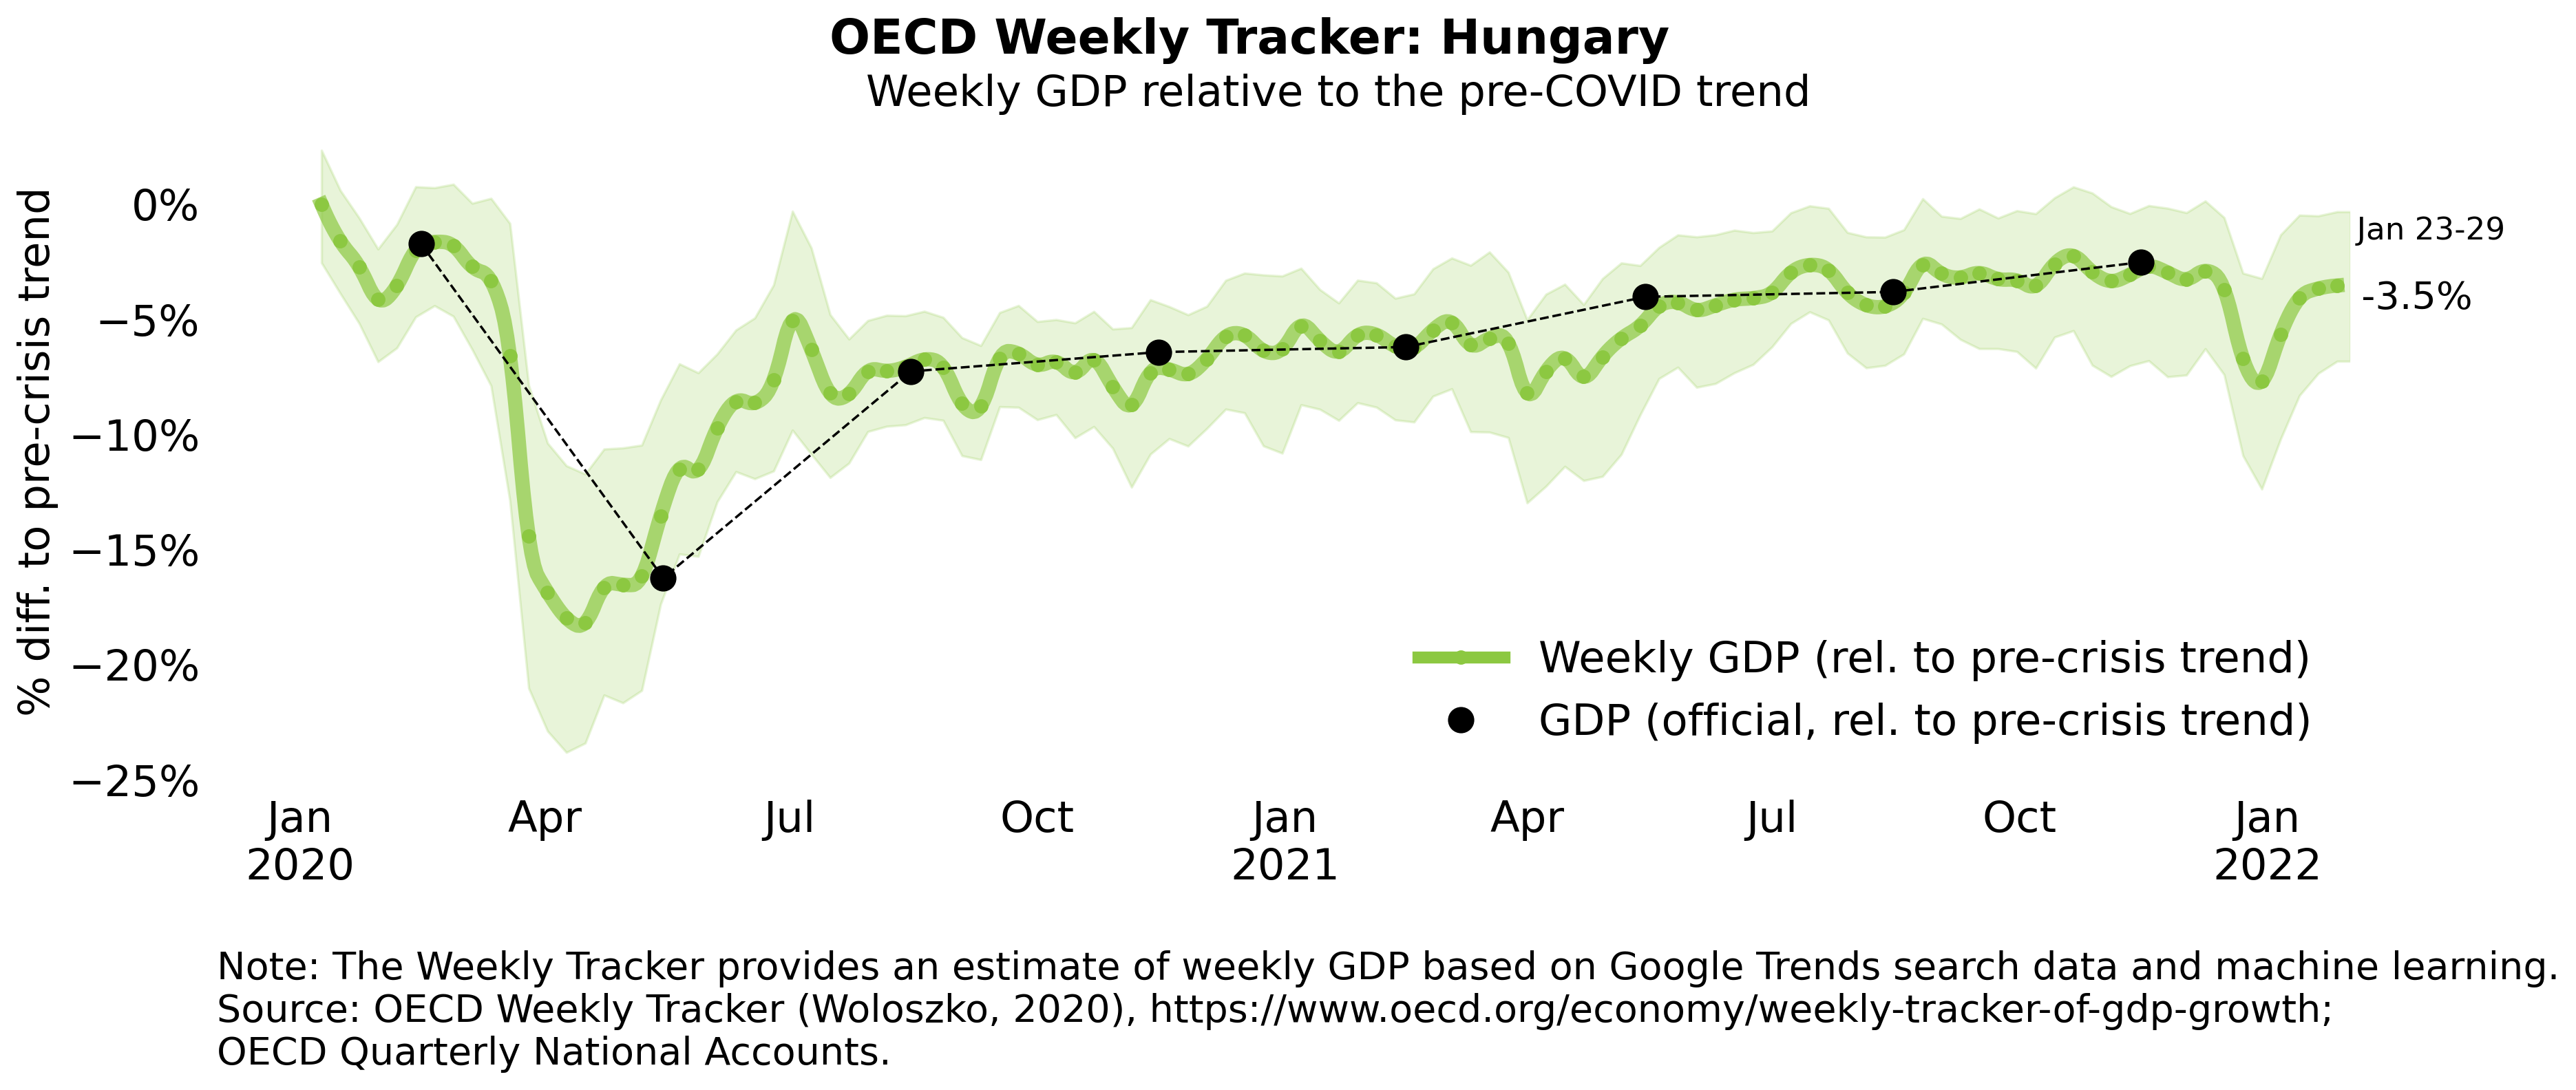 OECD Weekly Tracker: Hungary
Weekly GDP relative to the pre-COVID trend
% diff. to pre-crisis trend
0%
−5%
−10%
−15%
−20%
−25%
Jan 23-29
-3.5%
Weekly GDP (rel. to pre-crisis trend)
GDP (official, rel. to pre-crisis trend)
Jan Apr Jul Oct Jan Apr Jul Oct Jan
2020 2021 2022
Note: The Weekly Tracker provides an estimate of weekly GDP based on Google Trends search data and machine learning.
Source: OECD Weekly Tracker (Woloszko, 2020), https://www.oecd.org/economy/weekly-tracker-of-gdp-growth;
OECD Quarterly National Accounts.